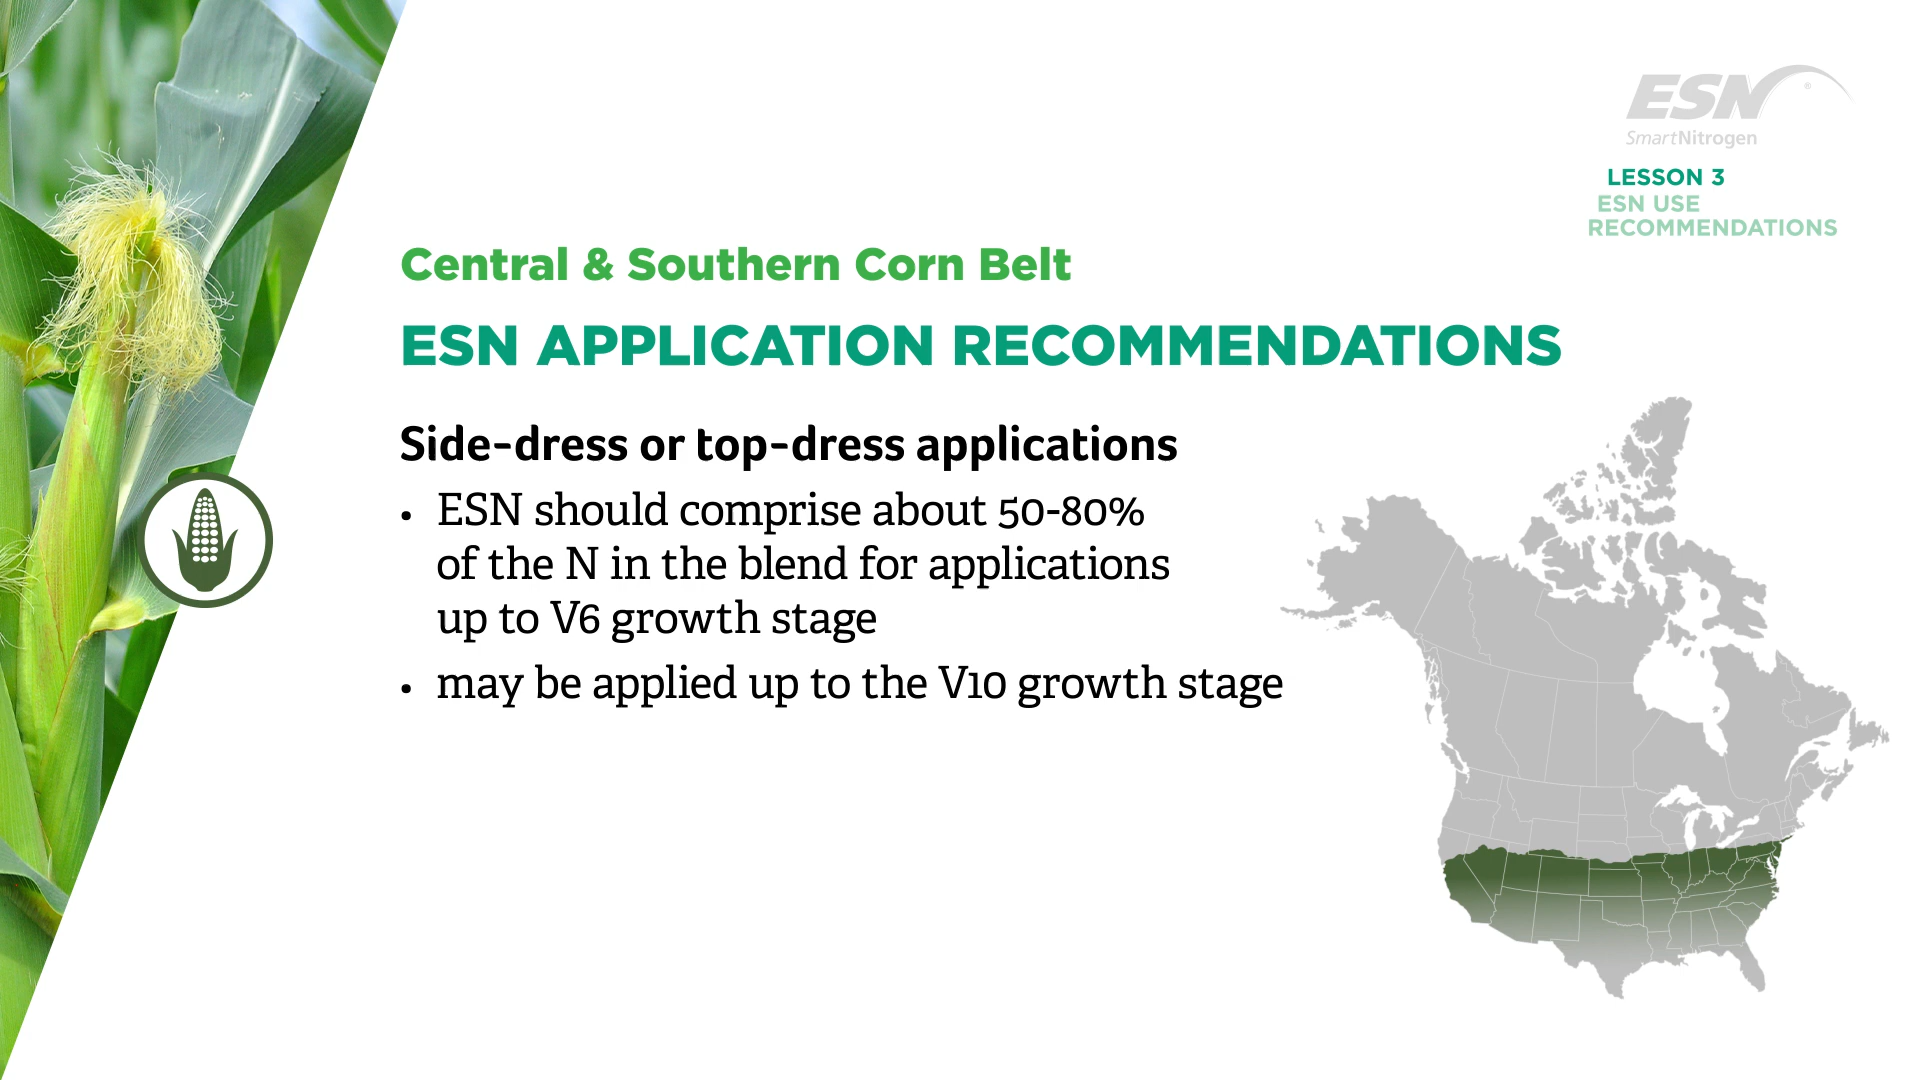 ESN®
SmartNitrogen
LESSON 3
ESN USE
RECOMMENDATIONS
Central & Southern Corn Belt
ESN APPLICATION RECOMMENDATIONS
Side-dress or top-dress applications
• ESN should comprise about 50-80%
of the N in the blend for applications
up to V6 growth stage
• may be applied up to the V10 growth stage